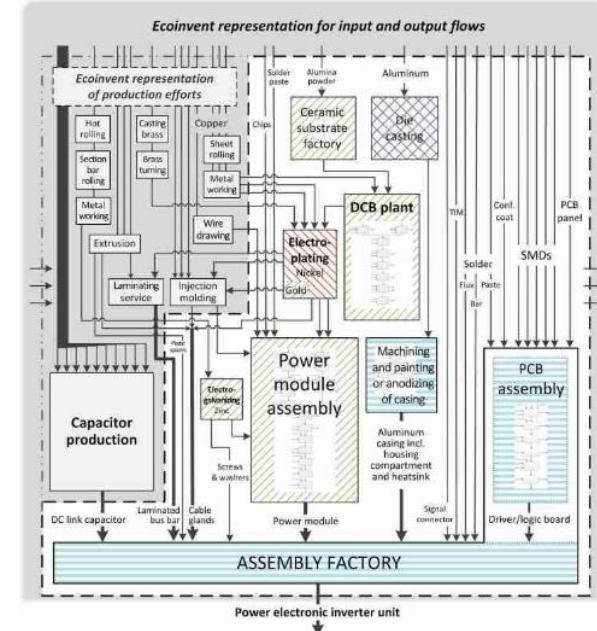 Ecoinvent representation for input and output flows
Ecoinvent representation
of production efforts
Solder
paste
Alumina
powder
Aluminum
Hot
rolling
Casting
brass
Copper
Chips
Ceramic
substrate
factory
Die
casting
Section
bar
rolling
Brass
turning
Sheet
rolling
Metal
working
Metal
working
DCB plant
TIM
Conf.
coat
PCB
panel
Wire
drawing
Extrusion
Electro-
plating
Nickel
Gold
SMDs
Solder
Flux
Paste
Bar
Laminating
service
Injection
molding
Power
module
assembly
Machining
and painting
or anodizing
of casing
PCB
assembly
Electro-
galvanizing
Zinc
Capacitor
production
Screws
& washers
Aluminum
casing incl.
housing
compartment
and heatsink
DC link capacitor
Laminated
bus bar
Cable
glands
Power module
Signal
connector
Driver/logic board
ASSEMBLY FACTORY
Power electronic inverter unit